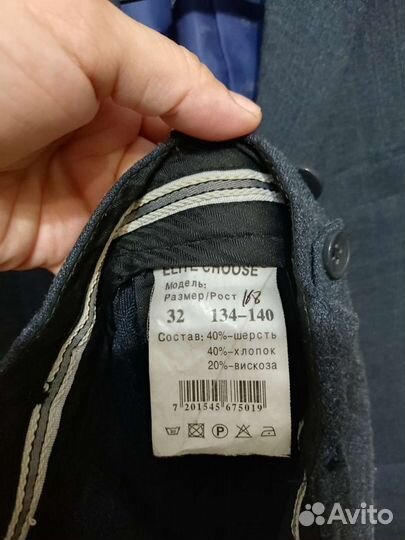 ELITE CHOOSE
Модель:
Размер/Рост 168
32 134-140
Состав: 40%-шерсть
40%-хлопок
20%-вискоза
7 201545 675019
Avito